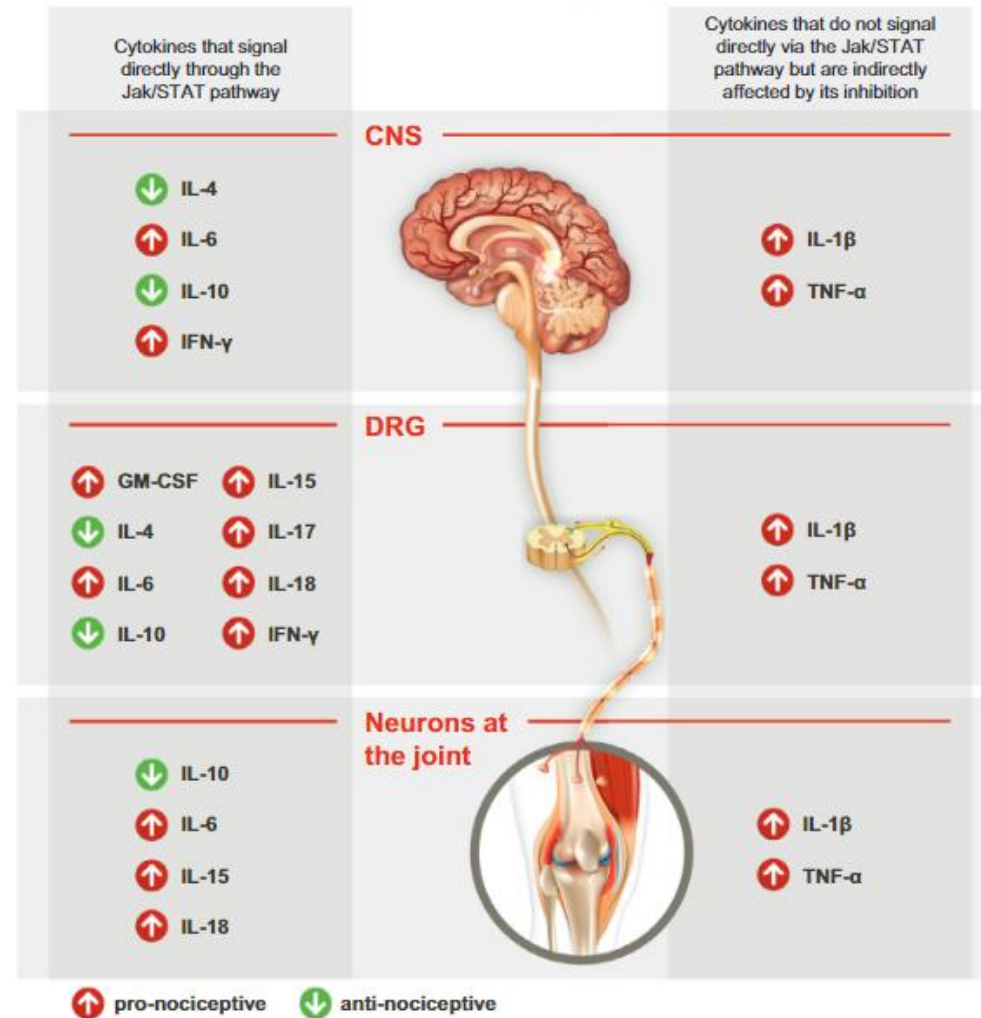 Cytokines that signal
directly through the
Jak/STAT pathway
Cytokines that do not signal
directly via the Jak/STAT
pathway but are indirectly
affected by its inhibition
CNS
IL-4
IL-6
IL-10
IFN-γ
IL-1β
TNF-α
DRG
GM-CSF IL-15
IL-4 IL-17
IL-6 IL-18
IL-10 IFN-γ
IL-1β
TNF-α
Neurons at
the joint
IL-10
IL-6
IL-15
IL-18
IL-1β
TNF-α
pro-nociceptive anti-nociceptive